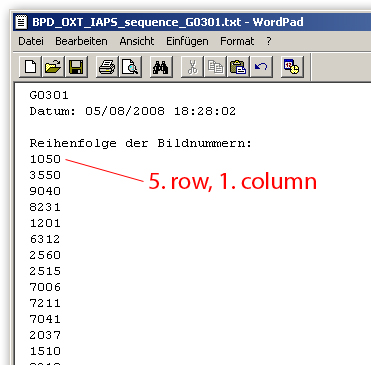 BPD_OXT_IAPS_sequence_G0301.txt - WordPad
Datei Bearbeiten Ansicht Einfügen Format ?
G0301
Datum: 05/08/2008 18:28:02
Reihenfolge der Bildnummern:
1050
5. row, 1. column
3550
9040
8231
1201
6312
2560
2515
7006
7211
7041
2037
1510